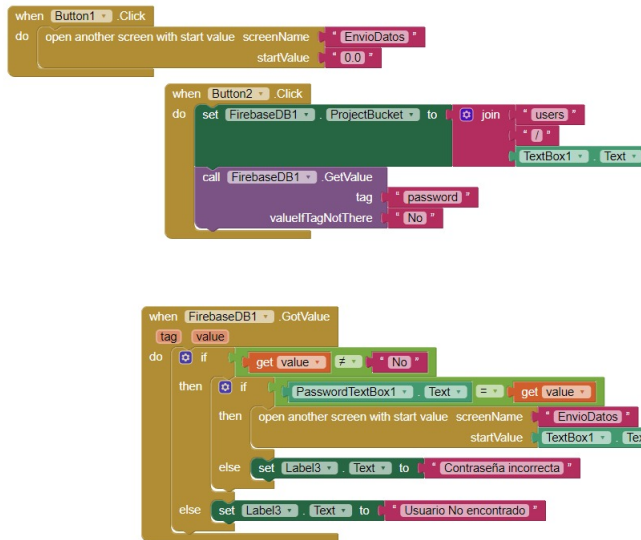 when Button1 .Click
do open another screen with start value screenName " EnvioDatos "
startValue " 0.0 "
when Button2 .Click
do set FirebaseDB1 . ProjectBucket to join " users "
" / "
TextBox1 . Text
call FirebaseDB1 .GetValue
tag " password "
valueIfTagNotThere " No "
when FirebaseDB1 .GotValue
tag value
do if get value ≠ " No "
then if PasswordTextBox1 . Text = get value
then open another screen with start value screenName " EnvioDatos "
startValue TextBox1 .
else set Label3 . Text to " Contraseña incorrecta "
else set Label3 . Text to " Usuario No encontrado "